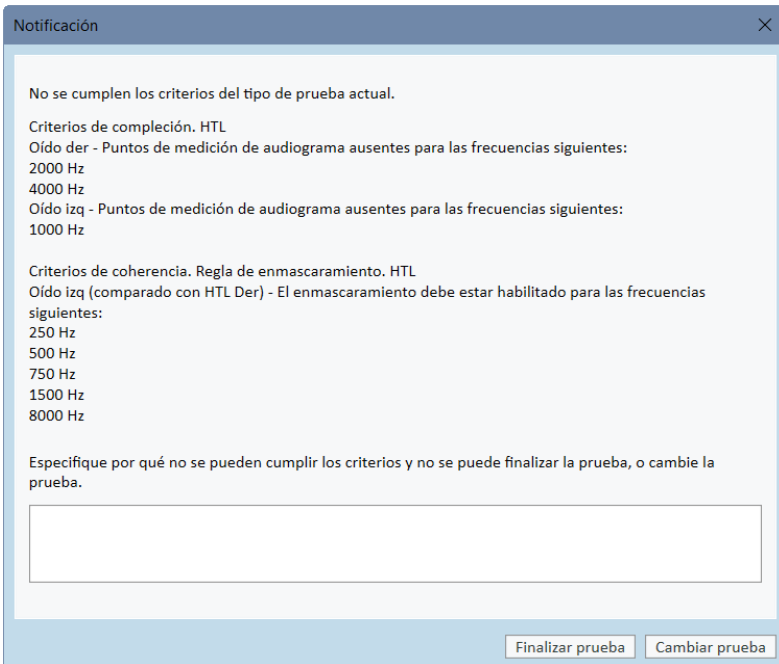 Notificación
No se cumplen los criterios del tipo de prueba actual.
Criterios de compleción. HTL
Oído der - Puntos de medición de audiograma ausentes para las frecuencias siguientes:
2000 Hz
4000 Hz
Oído izq - Puntos de medición de audiograma ausentes para las frecuencias siguientes:
1000 Hz
Criterios de coherencia. Regla de enmascaramiento. HTL
Oído izq (comparado con HTL Der) - El enmascaramiento debe estar habilitado para las frecuencias
siguientes:
250 Hz
500 Hz
750 Hz
1500 Hz
8000 Hz
Especifique por qué no se pueden cumplir los criterios y no se puede finalizar la prueba, o cambie la
prueba.
Finalizar prueba
Cambiar prueba